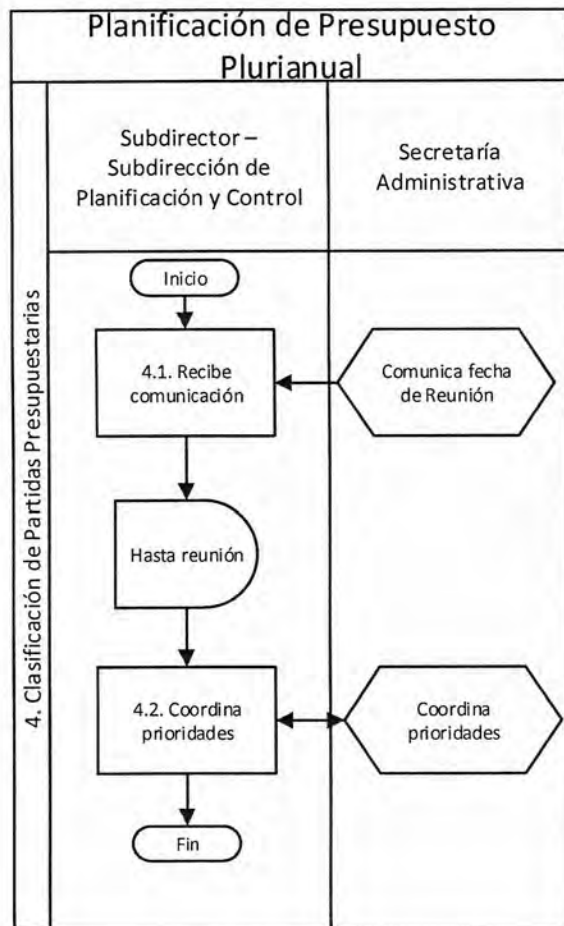 Planificación de Presupuesto
Plurianual
4. Clasificación de Partidas Presupuestarias
Subdirector –
Subdirección de
Planificación y Control
Secretaría
Administrativa
Inicio
4.1. Recibe
comunicación
Comunica fecha
de Reunión
Hasta reunión
4.2. Coordina
prioridades
Coordina
prioridades
Fin